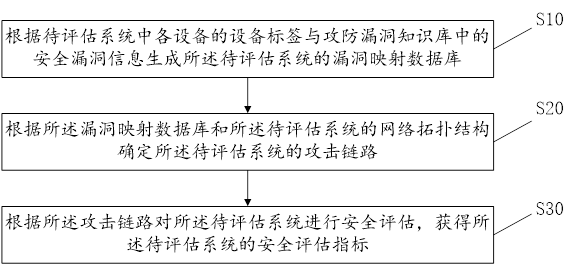 S10
根据待评估系统中各设备的设备标签与攻防漏洞知识库中的
安全漏洞信息生成所述待评估系统的漏洞映射数据库
S20
根据所述漏洞映射数据库和所述待评估系统的网络拓扑结构
确定所述待评估系统的攻击链路
S30
根据所述攻击链路对所述待评估系统进行安全评估，获得所
述待评估系统的安全评估指标